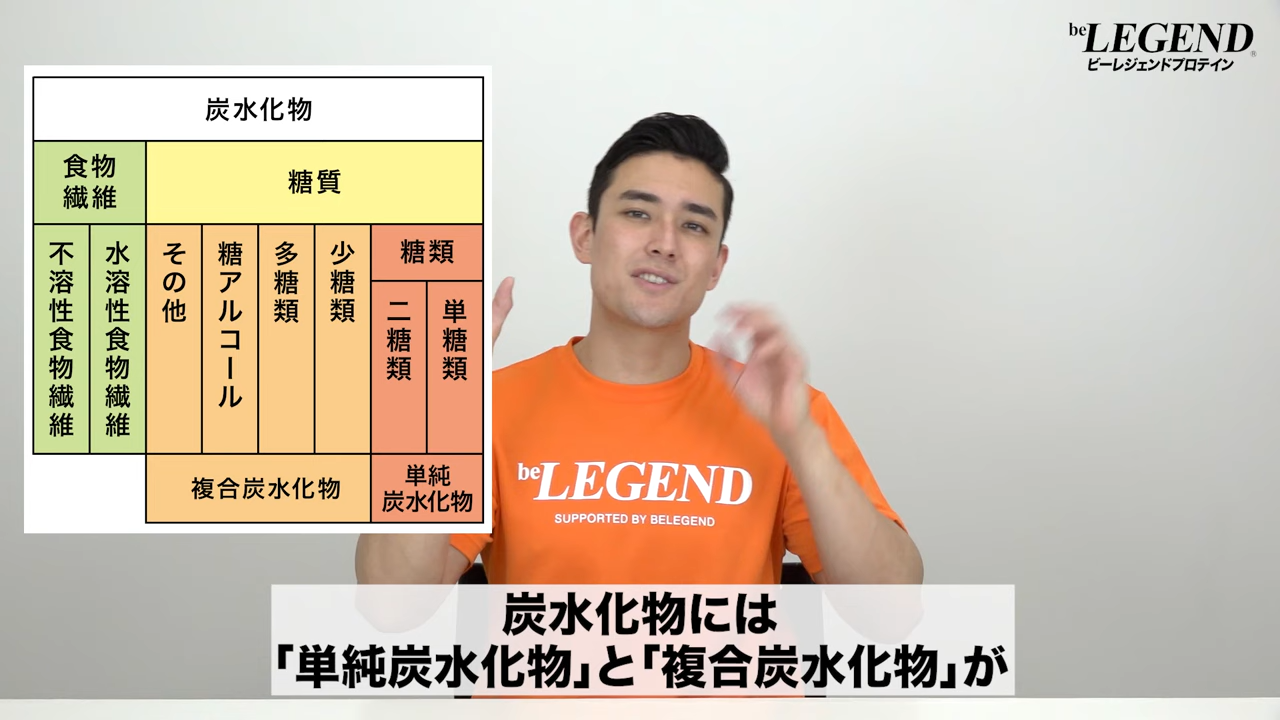 be LEGEND®
ビーレジェンドプロテイン
炭水化物
食物
繊維
糖質
不溶性食物繊維
水溶性食物繊維
その他
糖アルコール
多糖類
少糖類
糖類
二糖類
単糖類
複合炭水化物
単純
炭水化物
be LEGEND
SUPPORTED BY BELEGEND
炭水化物には
「単純炭水化物」と「複合炭水化物」が